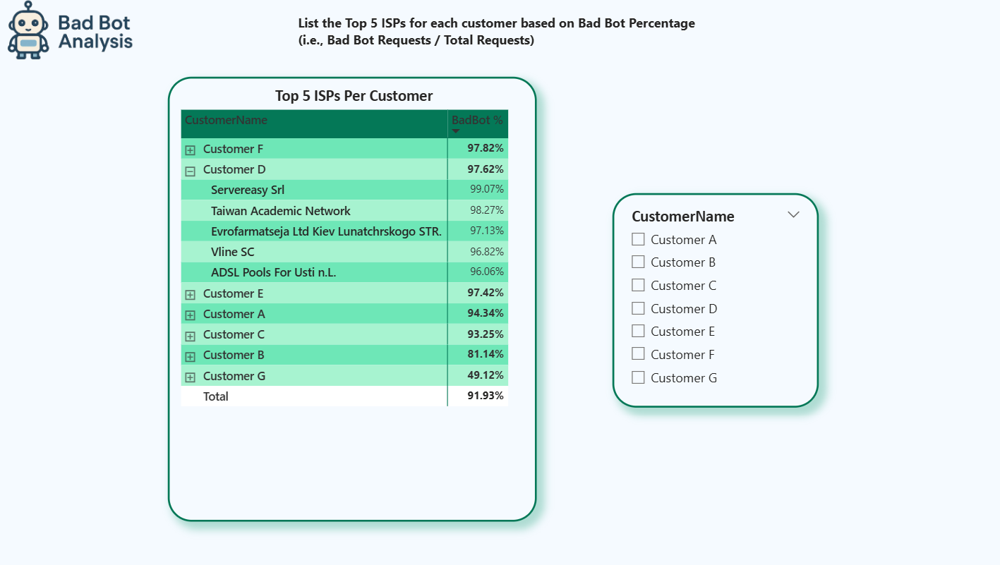 Bad Bot
Analysis
List the Top 5 ISPs for each customer based on Bad Bot Percentage
(i.e., Bad Bot Requests / Total Requests)
Top 5 ISPs Per Customer
CustomerName BadBot %
Customer F 97.82%
Customer D 97.62%
Servereasy Srl 99.07%
Taiwan Academic Network 98.27%
Evrofarmatseja Ltd Kiev Lunatchrskogo STR. 97.13%
Vline SC 96.82%
ADSL Pools For Usti n.L. 96.06%
Customer E 97.42%
Customer A 94.34%
Customer C 93.25%
Customer B 81.14%
Customer G 49.12%
Total 91.93%
CustomerName
Customer A
Customer B
Customer C
Customer D
Customer E
Customer F
Customer G